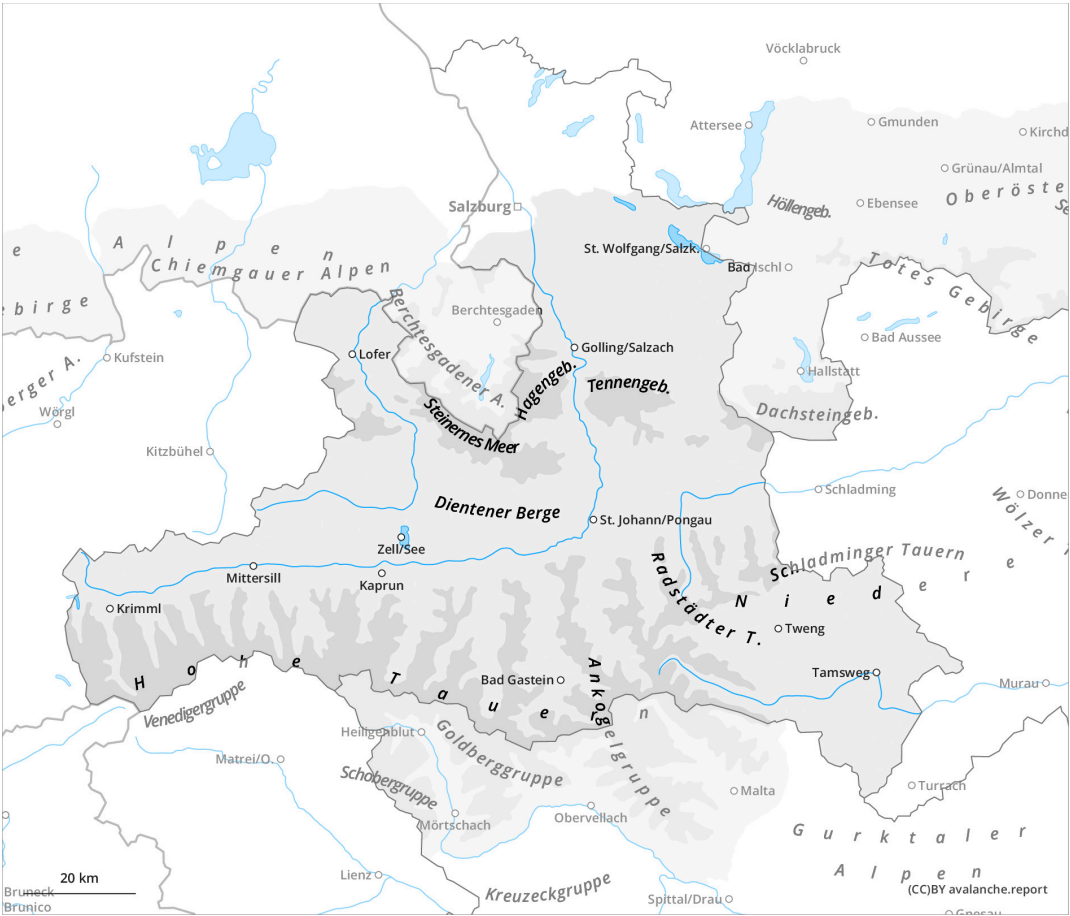 Vöcklabruck
Attersee
Gmunden
Kirchd
Grünau/Almtal
Oberöste
Se
Salzburg
Höllengeb.
Ebensee
e
A l p e n
Chiemgauer Alpen
St. Wolfgang/Salzk.
Bad Ischl
Totes Gebirge
ebirge
Berchtesgaden
Berchtesgadener A.
Kufstein
Lofer
Golling/Salzach
Bad Aussee
Hallstatt
berger A.
Wörgl
Hagengeb.
Tennengeb.
Steinernes Meer
Dachsteingeb.
Kitzbühel
Schladming
Donne
Wölzer T
Dientener Berge
St. Johann/Pongau
Zell/See
Mittersill
Kaprun
Schladminger Tauern
Radstädter T.
N i e d e r e
Krimml
Tweng
Hohe Tauern
Bad Gastein
Ankogelgruppe
Tamsweg
Murau
Venedigergruppe
Heiligenblut
Goldberggruppe
Matrei/O.
Schobergruppe
Malta
Turrach
Mörtschach
Obervellach
Gurktaler
Alpen
20 km
Lienz
Kreuzeckgruppe
Bruneck
Brunico
Spittal/Drau
(CC)BY avalanche.report
Gnesau